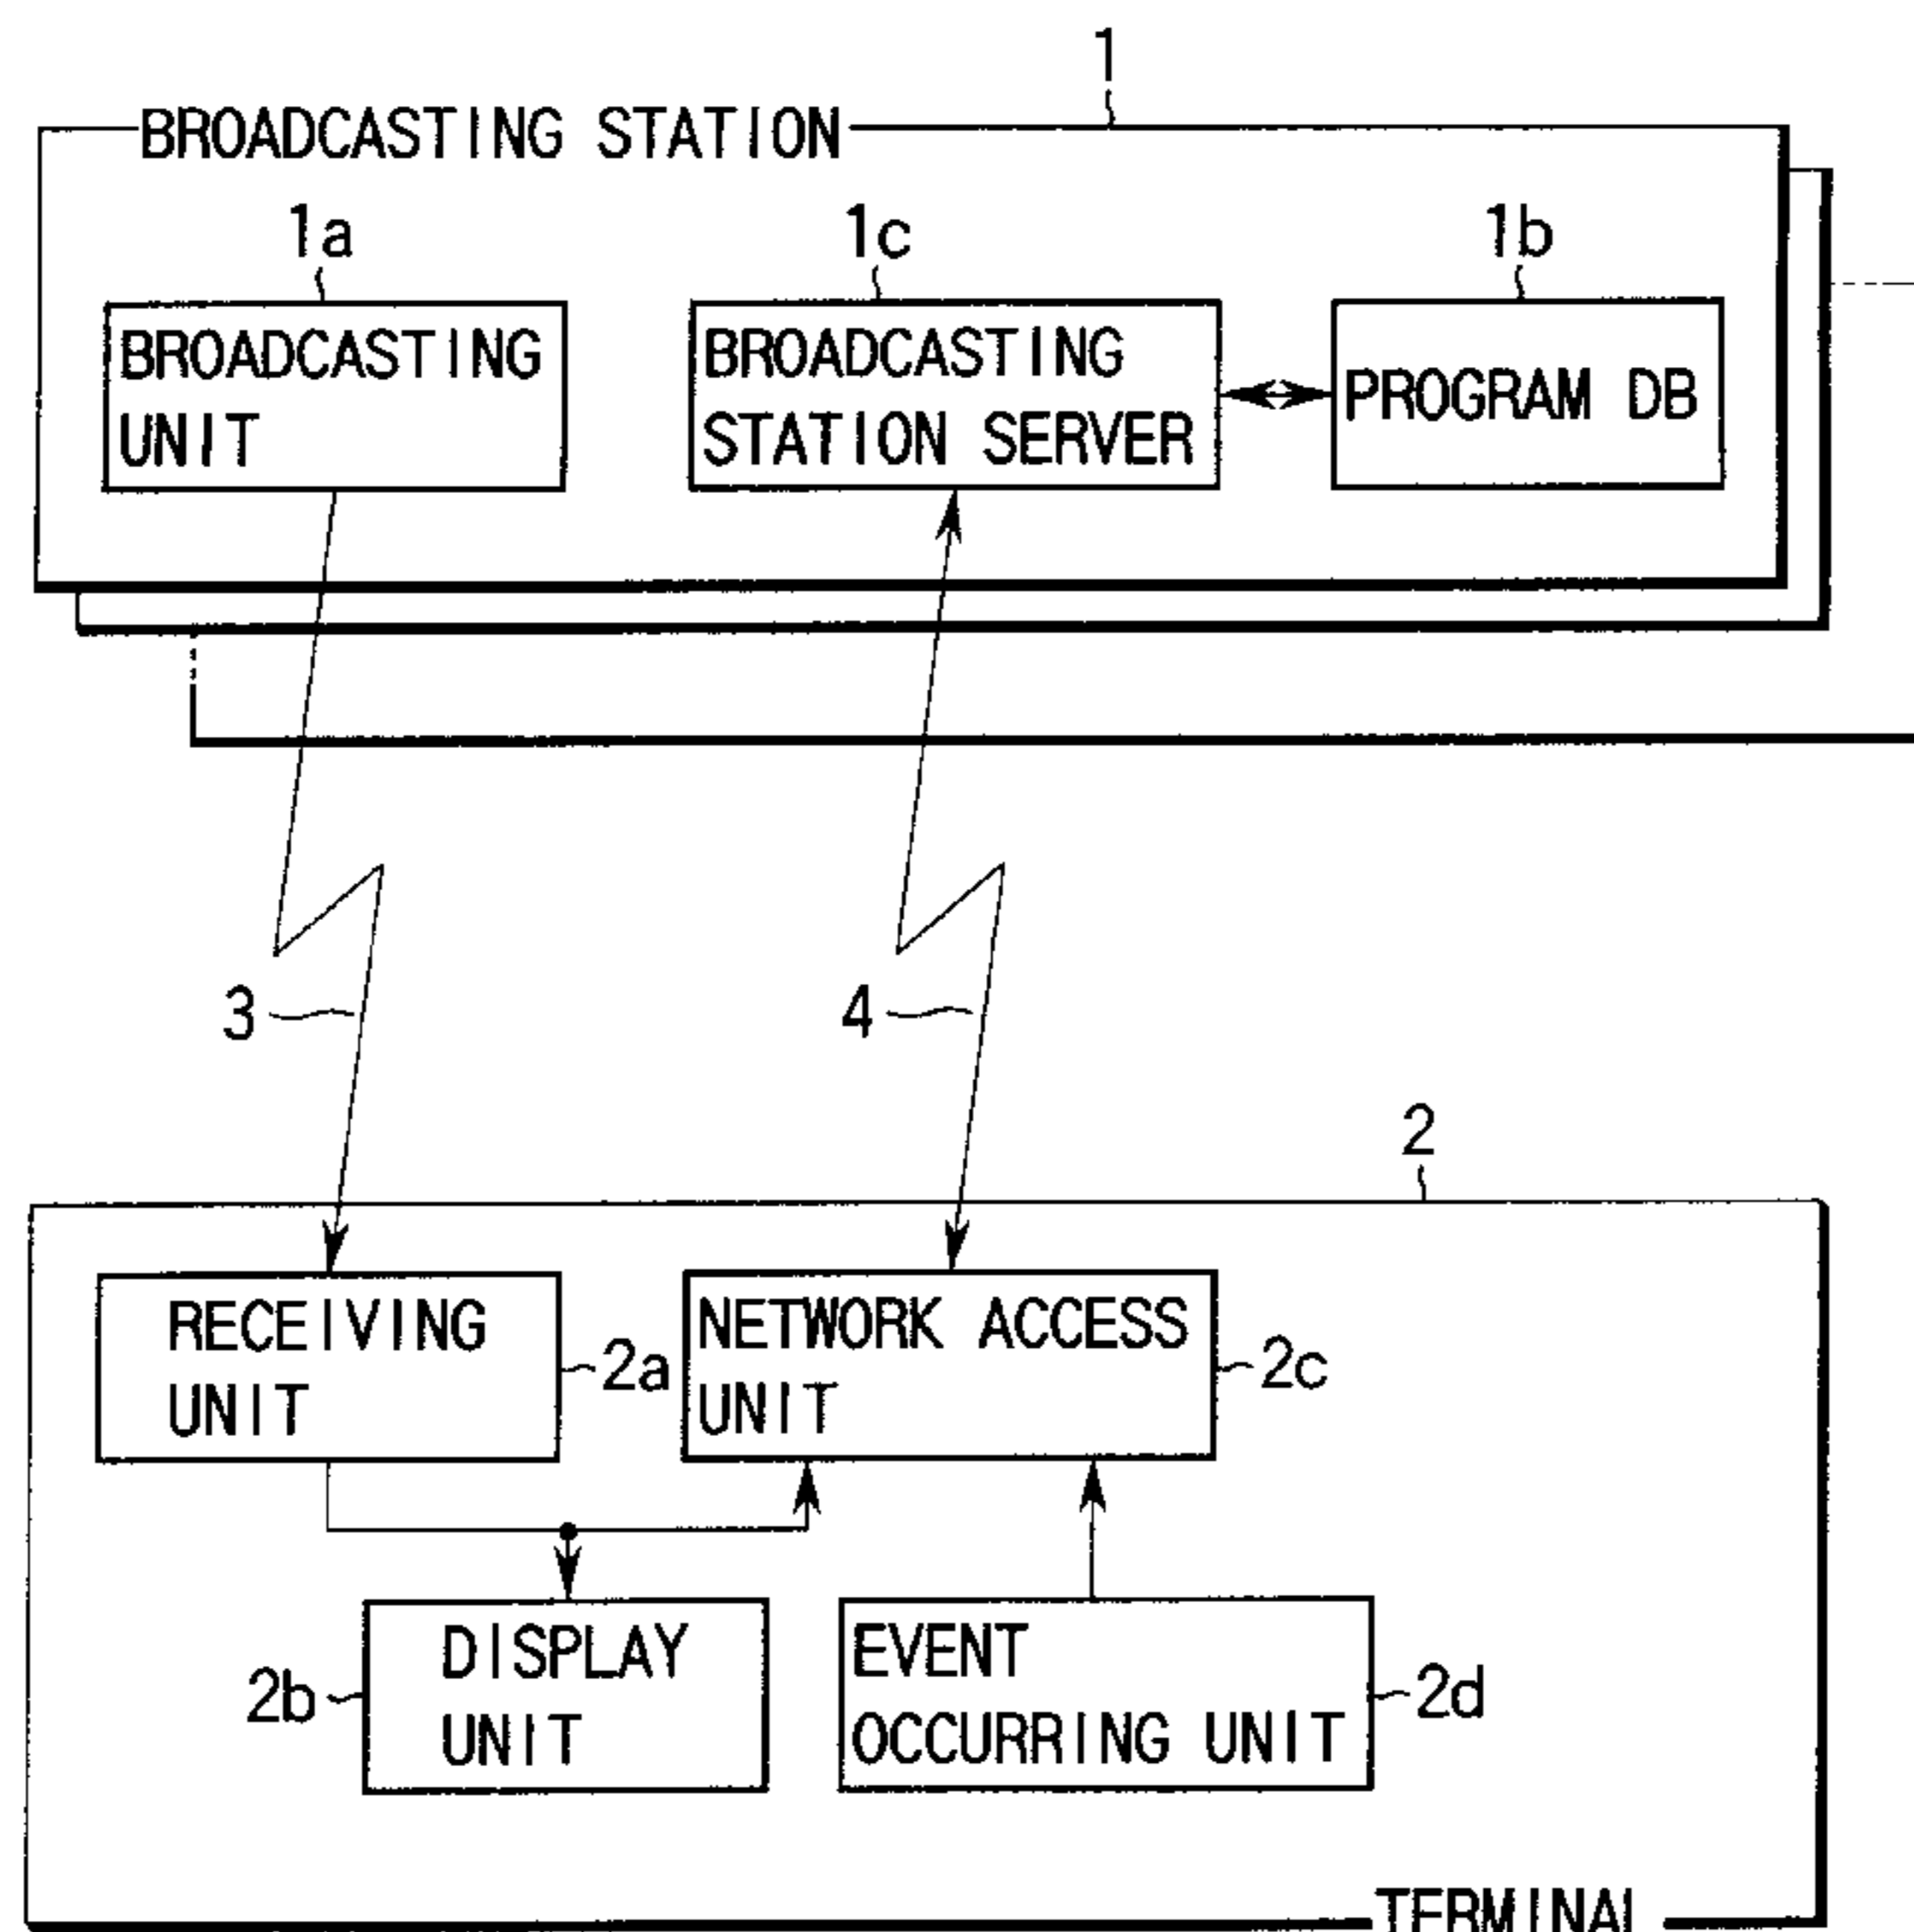 1
BROADCASTING STATION
1a
1c
1b
BROADCASTING
UNIT
BROADCASTING
STATION SERVER
PROGRAM DB
3
4
2
RECEIVING
UNIT
2a
NETWORK ACCESS
UNIT
2c
DISPLAY
UNIT
2b
EVENT
OCCURRING UNIT
2d
TERMINAL